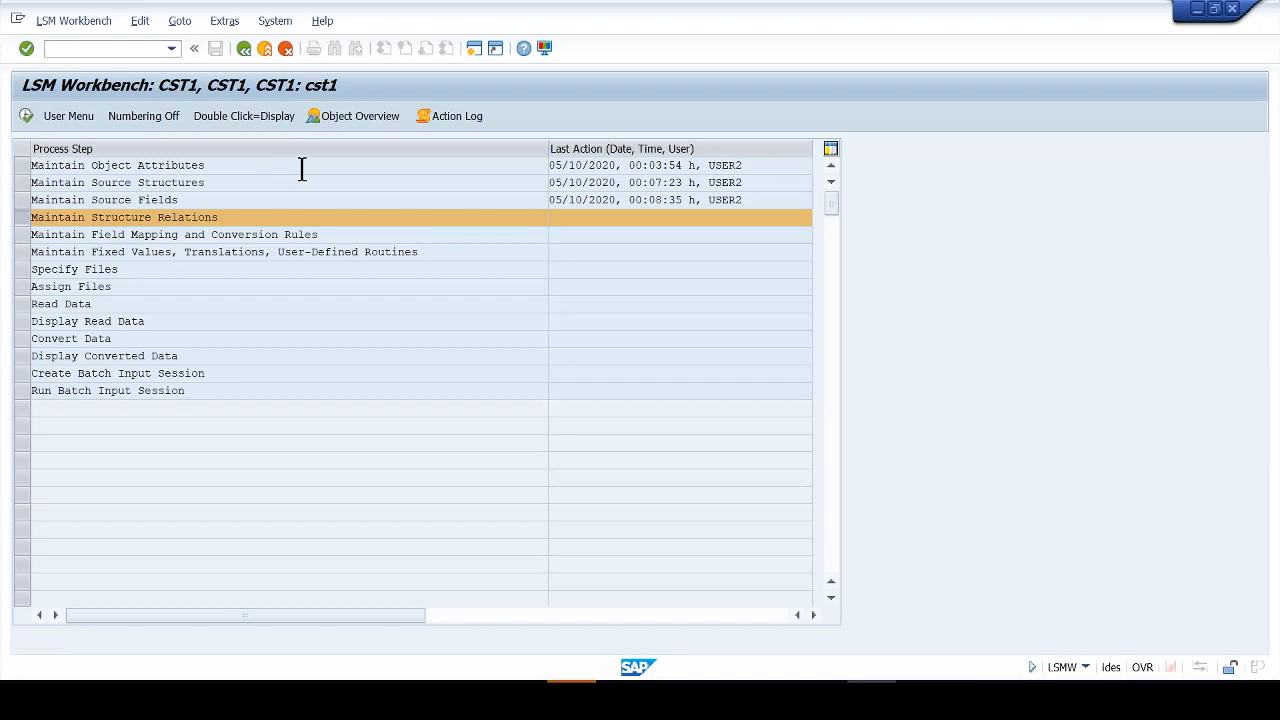 LSM Workbench Edit Goto Extras System Help
LSM Workbench: CST1, CST1, CST1: cst1
User Menu Numbering Off Double Click=Display Object Overview Action Log
Process Step Last Action (Date, Time, User)
Maintain Object Attributes 05/10/2020, 00:03:54 h, USER2
Maintain Source Structures 05/10/2020, 00:07:23 h, USER2
Maintain Source Fields 05/10/2020, 00:08:35 h, USER2
Maintain Structure Relations
Maintain Field Mapping and Conversion Rules
Maintain Fixed Values, Translations, User-Defined Routines
Specify Files
Assign Files
Read Data
Display Read Data
Convert Data
Display Converted Data
Create Batch Input Session
Run Batch Input Session
SAP LSMW Ides OVR